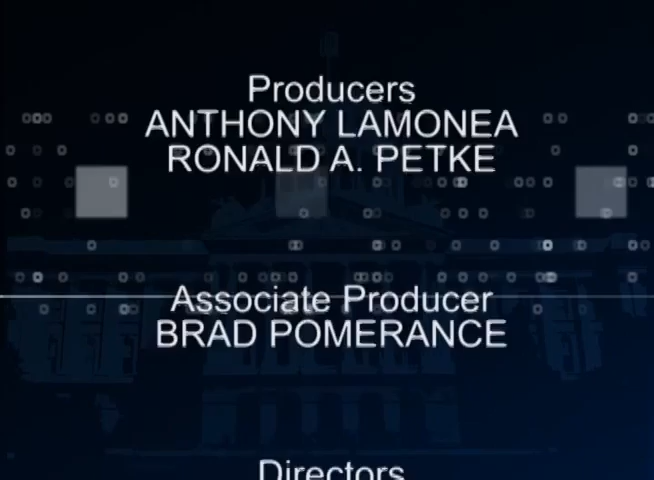 Producers
ANTHONY LAMONEA
RONALD A. PETKE
Associate Producer
BRAD POMERANCE
Directors